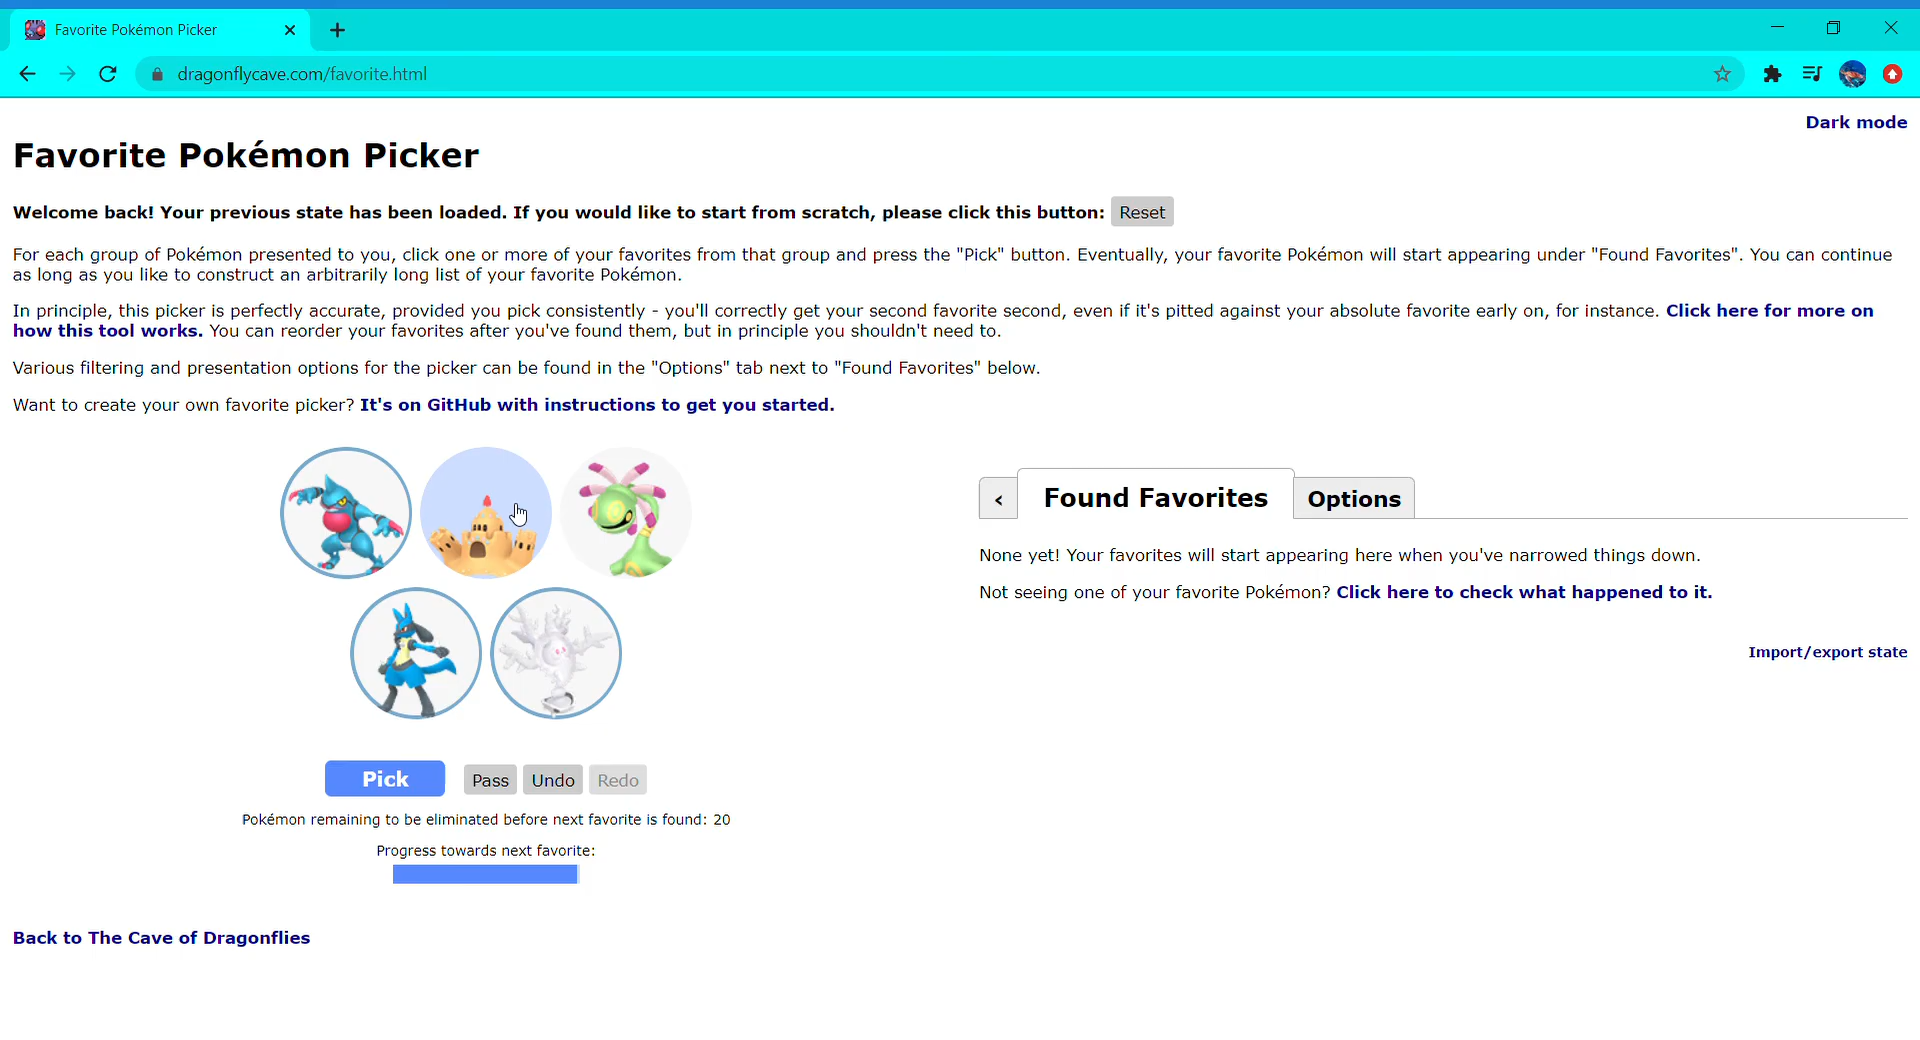 Favorite Pokémon Picker
dragonflycave.com/favorite.html
Dark mode
Favorite Pokémon Picker
Welcome back! Your previous state has been loaded. If you would like to start from scratch, please click this button: Reset
For each group of Pokémon presented to you, click one or more of your favorites from that group and press the "Pick" button. Eventually, your favorite Pokémon will start appearing under "Found Favorites". You can continue
as long as you like to construct an arbitrarily long list of your favorite Pokémon.
In principle, this picker is perfectly accurate, provided you pick consistently - you'll correctly get your second favorite second, even if it's pitted against your absolute favorite early on, for instance. Click here for more on
how this tool works. You can reorder your favorites after you've found them, but in principle you shouldn't need to.
Various filtering and presentation options for the picker can be found in the "Options" tab next to "Found Favorites" below.
Want to create your own favorite picker? It's on GitHub with instructions to get you started.
< Found Favorites Options
None yet! Your favorites will start appearing here when you've narrowed things down.
Not seeing one of your favorite Pokémon? Click here to check what happened to it.
Import/export state
Pick Pass Undo Redo
Pokémon remaining to be eliminated before next favorite is found: 20
Progress towards next favorite:
Back to The Cave of Dragonflies